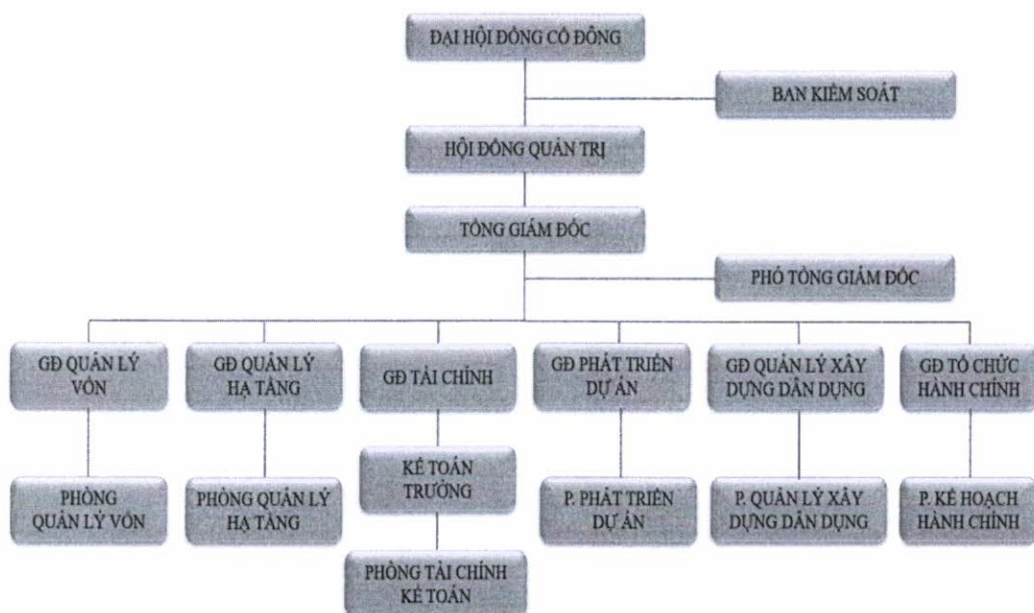 ĐẠI HỘI ĐỒNG CỔ ĐÔNG
BAN KIỂM SOÁT
HỘI ĐỒNG QUẢN TRỊ
TỔNG GIÁM ĐỐC
PHÓ TỔNG GIÁM ĐỐC
GĐ QUẢN LÝ
VỐN
GĐ QUẢN LÝ
HẠ TẦNG
GĐ TÀI CHÍNH
GĐ PHÁT TRIỂN
DỰ ÁN
GĐ QUẢN LÝ XÂY
DỰNG DÂN DỤNG
GĐ TỔ CHỨC
HÀNH CHÍNH
KẾ TOÁN
TRƯỞNG
PHÒNG
QUẢN LÝ VỐN
PHÒNG QUẢN LÝ
HẠ TẦNG
P. PHÁT TRIỂN
DỰ ÁN
P. QUẢN LÝ XÂY
DỰNG DÂN DỤNG
P. KẾ HOẠCH
HÀNH CHÍNH
PHÒNG TÀI CHÍNH
KẾ TOÁN